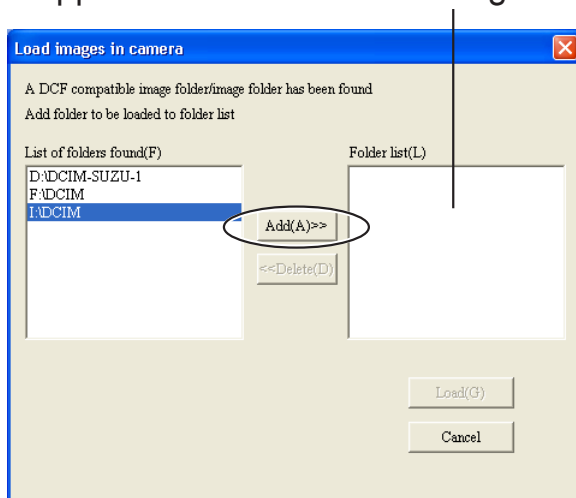 Load images in camera
A DCF compatible image folder/image folder has been found
Add folder to be loaded to folder list
List of folders found(F)
Folder list(L)
D:\DCIM-SUZU-1
F:\DCIM
I:\DCIM
Add(A)>>
<<Delete(D)
Load(G)
Cancel